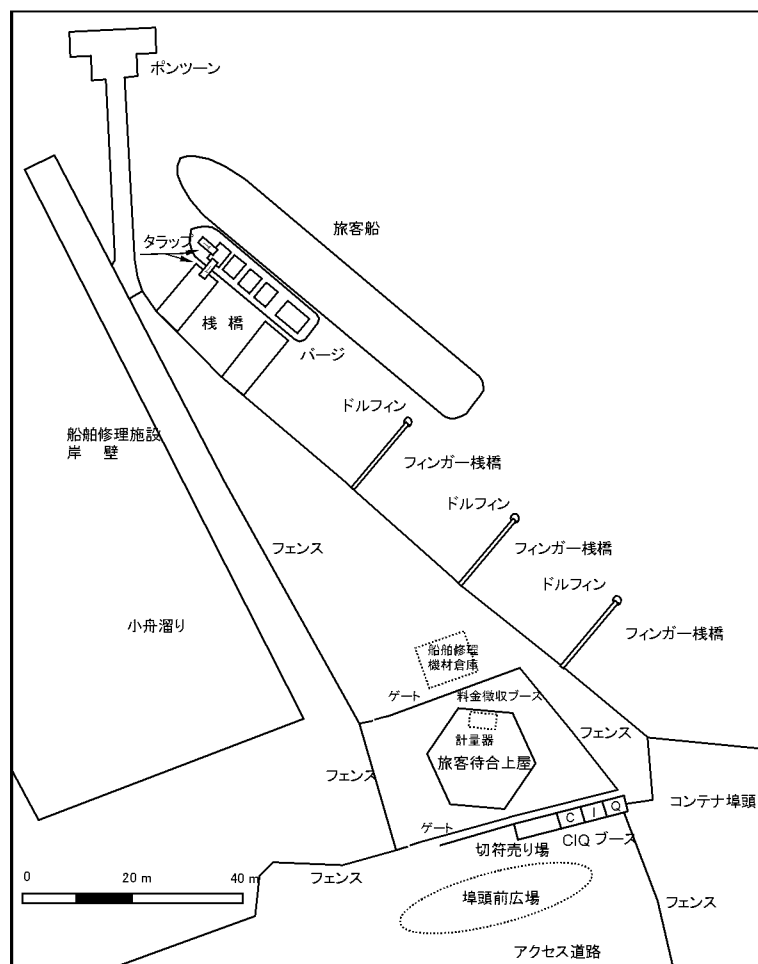 ポンツーン
旅客船
タラップ
桟 橋
バージ
ドルフィン
船舶修理施設
岸 壁
フィンガー桟橋
ドルフィン
フェンス
フィンガー桟橋
ドルフィン
小舟溜り
フィンガー桟橋
船舶修理
機材倉庫
ゲート
料金徴収ブース
フェンス
計量器
旅客待合上屋
フェンス
コンテナ埠頭
ゲート
C I Q
切符売り場
CIQ ブース
フェンス
0 20 m 40 m
埠頭前広場
フェンス
アクセス道路